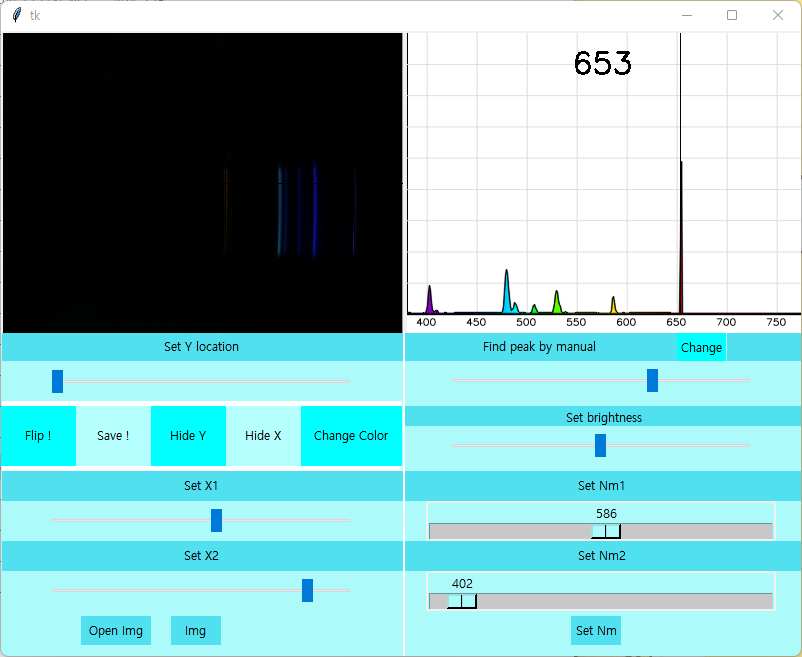 tk
653
400 450 500 550 600 650 700 750
Set Y location
Find peak by manual
Change
Flip !
Save !
Hide Y
Hide X
Change Color
Set brightness
Set X1
Set Nm1
586
Set X2
Set Nm2
402
Open Img
Img
Set Nm